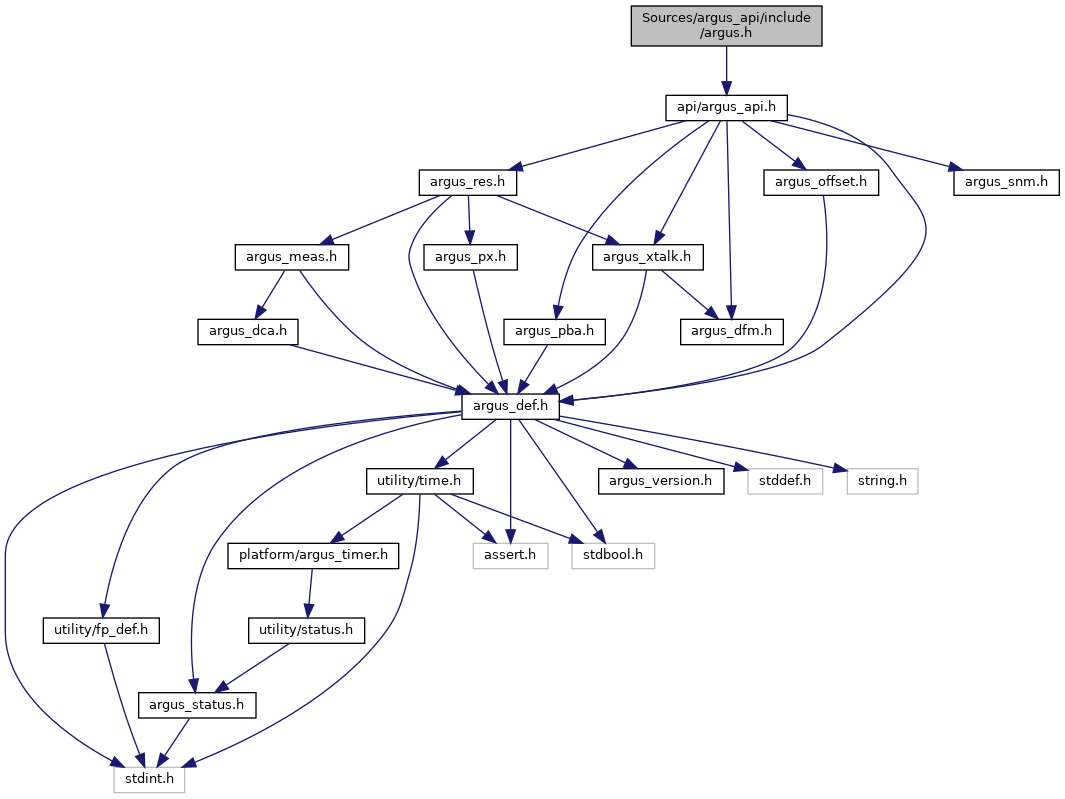 Sources/argus_api/include
/argus.h
api/argus_api.h
argus_res.h
argus_offset.h
argus_snm.h
argus_meas.h
argus_px.h
argus_xtalk.h
argus_dca.h
argus_pba.h
argus_dfm.h
argus_def.h
utility/time.h
argus_version.h
stddef.h
string.h
platform/argus_timer.h
assert.h
stdbool.h
utility/fp_def.h
utility/status.h
argus_status.h
stdint.h